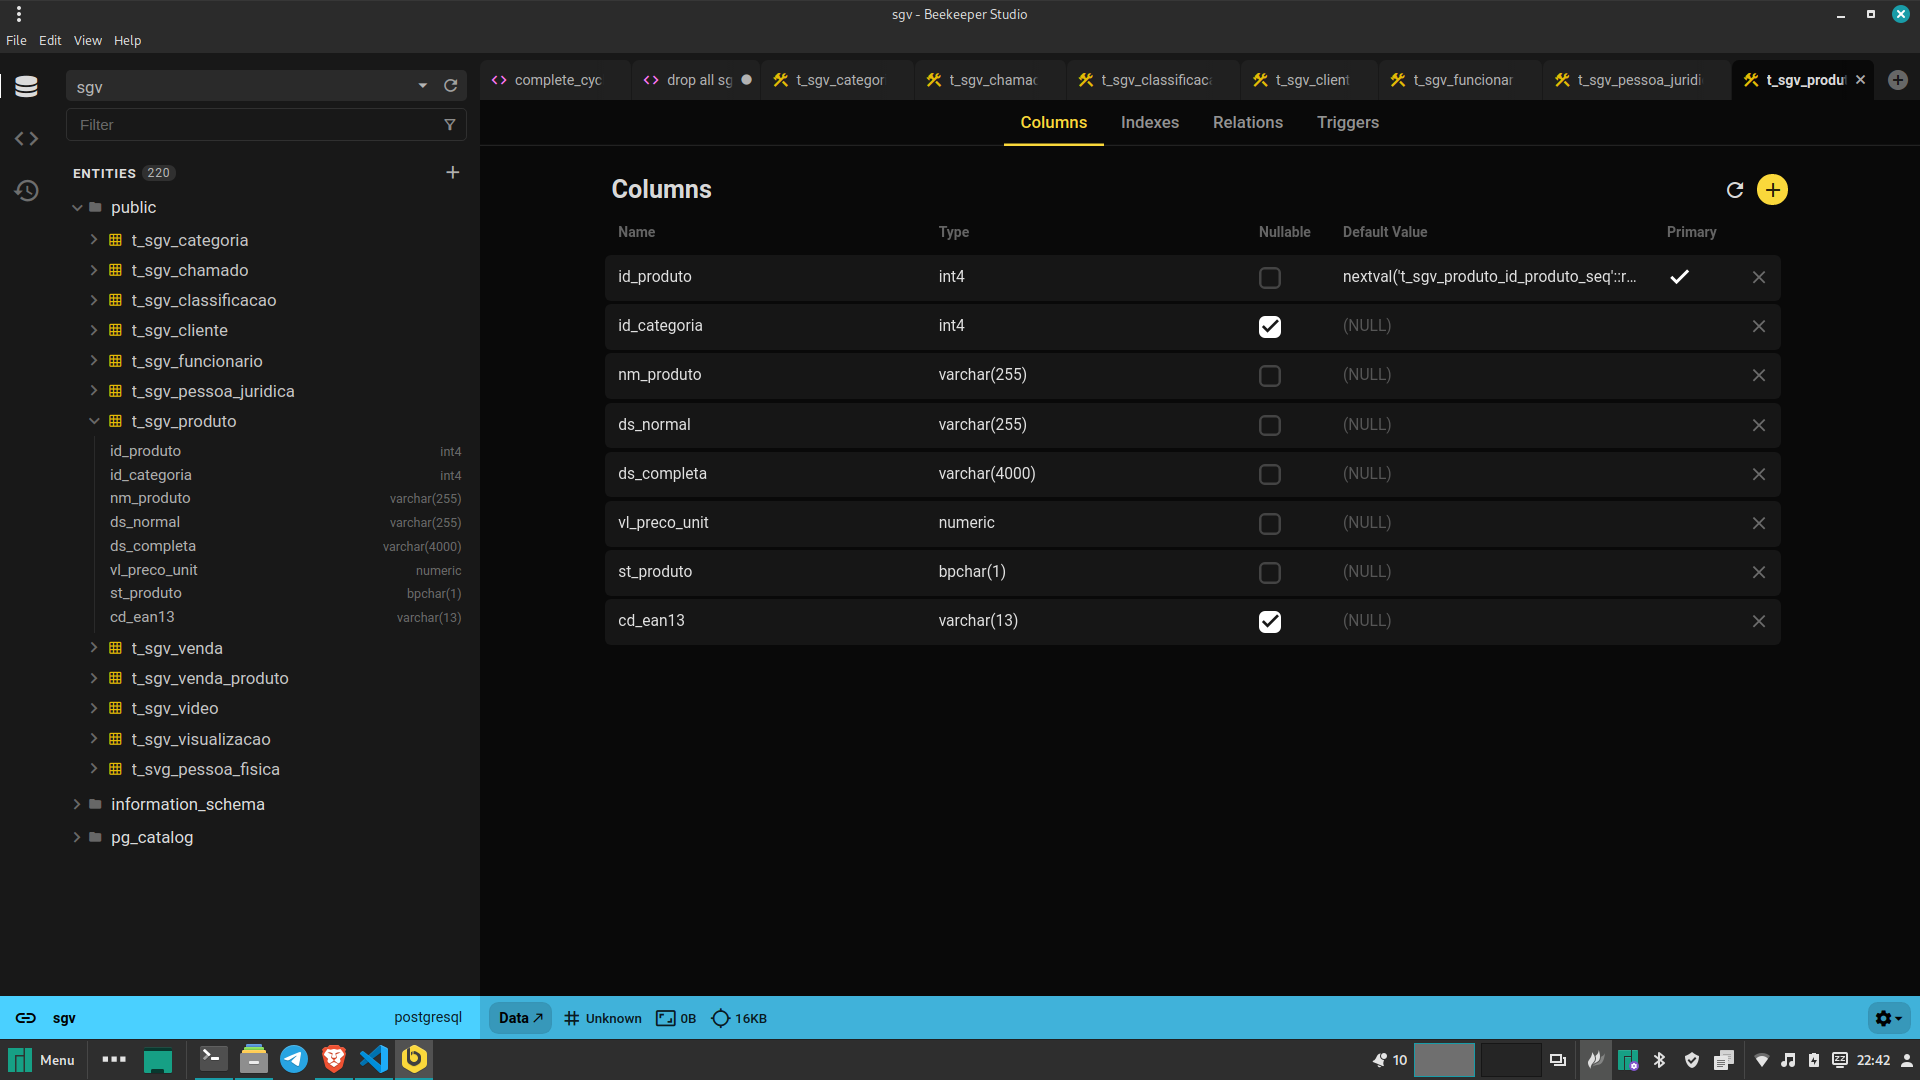 sgv - Beekeeper Studio
File Edit View Help
sgv
Filter
ENTITIES 220
public
t_sgv_categoria
t_sgv_chamado
t_sgv_classificacao
t_sgv_cliente
t_sgv_funcionario
t_sgv_pessoa_juridica
t_sgv_produto
id_produto int4
id_categoria int4
nm_produto varchar(255)
ds_normal varchar(255)
ds_completa varchar(4000)
vl_preco_unit numeric
st_produto bpchar(1)
cd_ean13 varchar(13)
t_sgv_venda
t_sgv_venda_produto
t_sgv_video
t_sgv_visualizacao
t_svg_pessoa_fisica
information_schema
pg_catalog
complete_cyc drop all sg t_sgv_categor t_sgv_chamad t_sgv_classificac t_sgv_client t_sgv_funcionar t_sgv_pessoa_juridi t_sgv_produt
Columns Indexes Relations Triggers
Columns
Name Type Nullable Default Value Primary
id_produto int4 nextval('t_sgv_produto_id_produto_seq'::r...
id_categoria int4 (NULL)
nm_produto varchar(255) (NULL)
ds_normal varchar(255) (NULL)
ds_completa varchar(4000) (NULL)
vl_preco_unit numeric (NULL)
st_produto bpchar(1) (NULL)
cd_ean13 varchar(13) (NULL)
sgv postgresql Data Unknown 0B 16KB
Menu 10 22:42